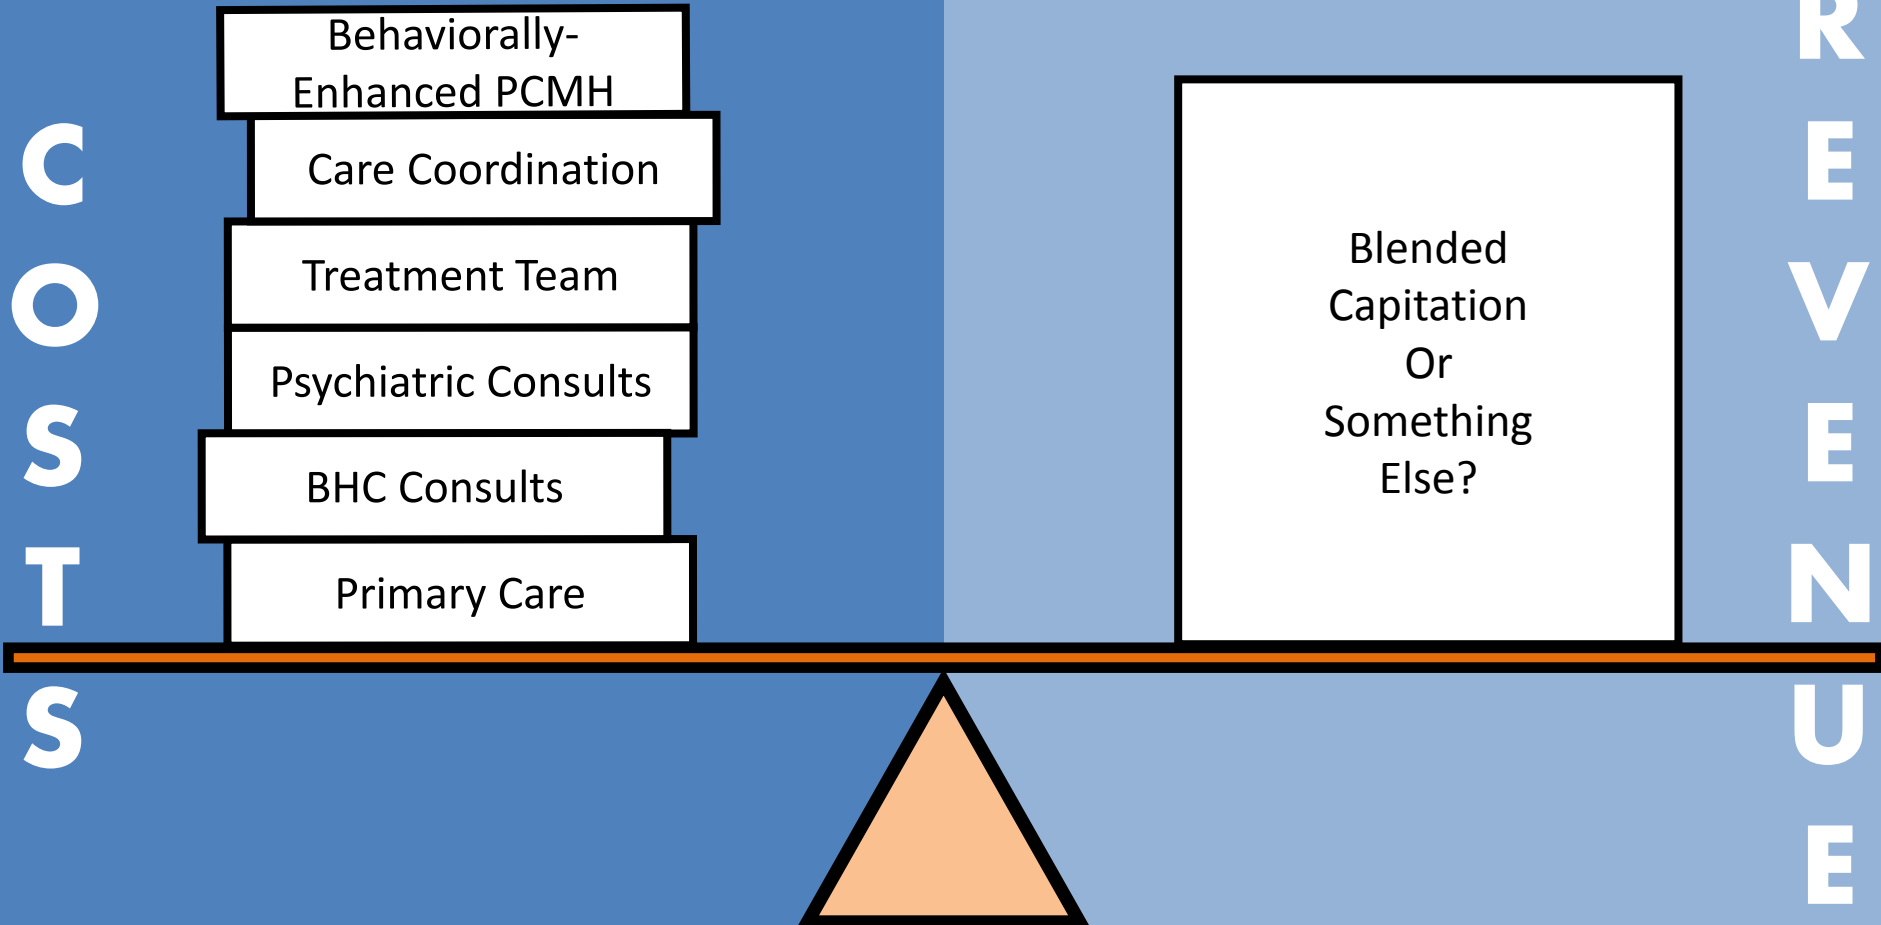 COSTS
Behaviorally-
Enhanced PCMH
Care Coordination
Treatment Team
Psychiatric Consults
BHC Consults
Primary Care
Blended
Capitation
Or
Something
Else?
REVENUE